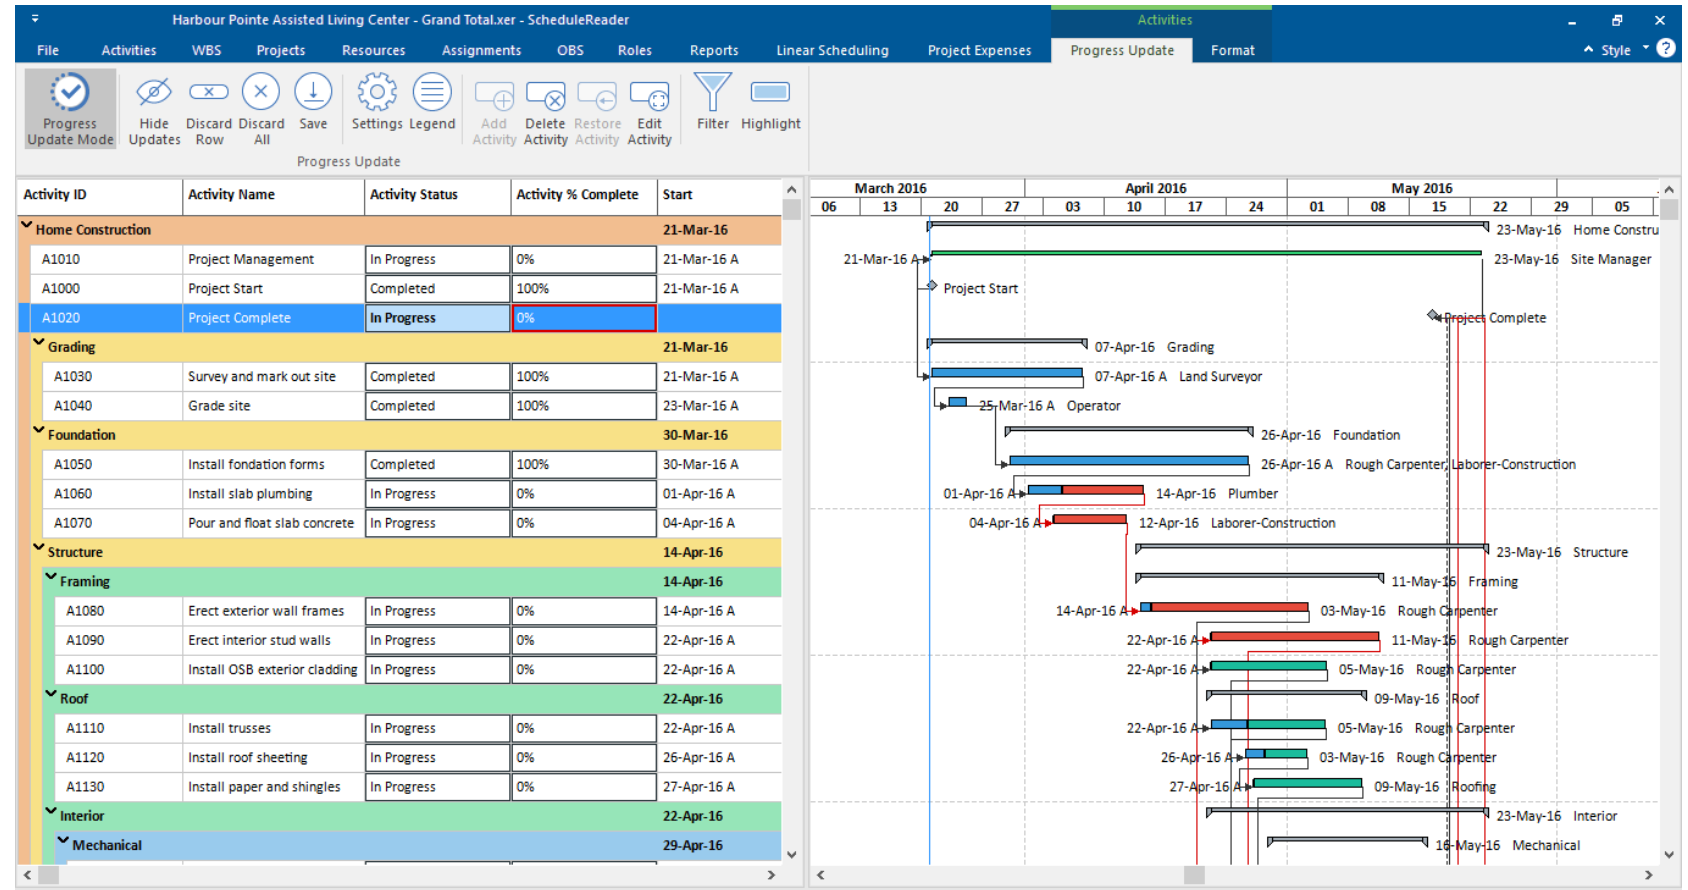 Harbour Pointe Assisted Living Center - Grand Total.xer - ScheduleReader
Activities
File Activities WBS Projects Resources Assignments OBS Roles Reports Linear Scheduling Project Expenses Progress Update Format Style ?
Progress Update Mode
Hide Updates
Discard Row
Discard All
Save
Settings
Legend
Add Activity
Delete Activity
Restore Activity
Edit Activity
Filter
Highlight
Progress Update
Activity ID Activity Name Activity Status Activity % Complete Start
Home Construction 21-Mar-16
A1010 Project Management In Progress 0% 21-Mar-16 A
A1000 Project Start Completed 100% 21-Mar-16 A
A1020 Project Complete In Progress 0%
Grading 21-Mar-16
A1030 Survey and mark out site Completed 100% 21-Mar-16 A
A1040 Grade site Completed 100% 23-Mar-16 A
Foundation 30-Mar-16
A1050 Install fondation forms Completed 100% 30-Mar-16 A
A1060 Install slab plumbing In Progress 0% 01-Apr-16 A
A1070 Pour and float slab concrete In Progress 0% 04-Apr-16 A
Structure 14-Apr-16
Framing 14-Apr-16
A1080 Erect exterior wall frames In Progress 0% 14-Apr-16 A
A1090 Erect interior stud walls In Progress 0% 22-Apr-16 A
A1100 Install OSB exterior cladding In Progress 0% 22-Apr-16 A
Roof 22-Apr-16
A1110 Install trusses In Progress 0% 22-Apr-16 A
A1120 Install roof sheeting In Progress 0% 26-Apr-16 A
A1130 Install paper and shingles In Progress 0% 27-Apr-16 A
Interior 22-Apr-16
Mechanical 29-Apr-16
March 2016 April 2016 May 2016
06 13 20 27 03 10 17 24 01 08 15 22 29 05
23-May-16 Home Constru
21-Mar-16 A 23-May-16 Site Manager
Project Start
Project Complete
07-Apr-16 Grading
07-Apr-16 A Land Surveyor
25-Mar-16 A Operator
26-Apr-16 Foundation
26-Apr-16 A Rough Carpenter, Laborer-Construction
01-Apr-16 A 14-Apr-16 Plumber
04-Apr-16 A 12-Apr-16 Laborer-Construction
23-May-16 Structure
11-May-16 Framing
14-Apr-16 A 03-May-16 Rough Carpenter
22-Apr-16 A 11-May-16 Rough Carpenter
22-Apr-16 A 05-May-16 Rough Carpenter
09-May-16 Roof
22-Apr-16 A 05-May-16 Rough Carpenter
26-Apr-16 A 03-May-16 Rough Carpenter
27-Apr-16 A 09-May-16 Roofing
23-May-16 Interior
16-May-16 Mechanical